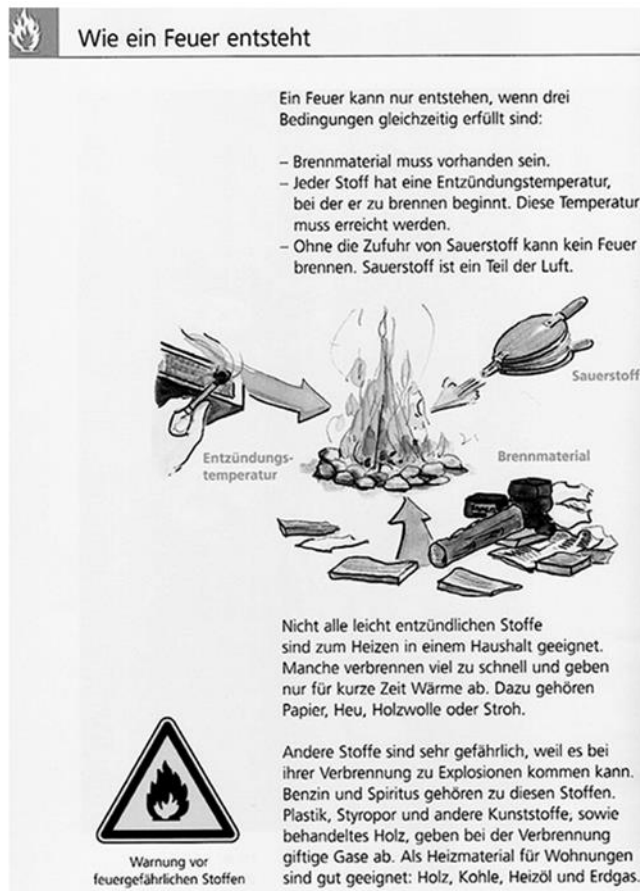 Wie ein Feuer entsteht
Ein Feuer kann nur entstehen, wenn drei
Bedingungen gleichzeitig erfüllt sind:
– Brennmaterial muss vorhanden sein.
– Jeder Stoff hat eine Entzündungstemperatur,
bei der er zu brennen beginnt. Diese Temperatur
muss erreicht werden.
– Ohne die Zufuhr von Sauerstoff kann kein Feuer
brennen. Sauerstoff ist ein Teil der Luft.
Sauerstoff
Entzündungs-
temperatur
Brennmaterial
Nicht alle leicht entzündlichen Stoffe
sind zum Heizen in einem Haushalt geeignet.
Manche verbrennen viel zu schnell und geben
nur für kurze Zeit Wärme ab. Dazu gehören
Papier, Heu, Holzwolle oder Stroh.
Andere Stoffe sind sehr gefährlich, weil es bei
ihrer Verbrennung zu Explosionen kommen kann.
Benzin und Spiritus gehören zu diesen Stoffen.
Plastik, Styropor und andere Kunststoffe, sowie
behandeltes Holz, geben bei der Verbrennung
giftige Gase ab. Als Heizmaterial für Wohnungen
sind gut geeignet: Holz, Kohle, Heizöl und Erdgas
Warnung vor
feuergefährlichen Stoffen